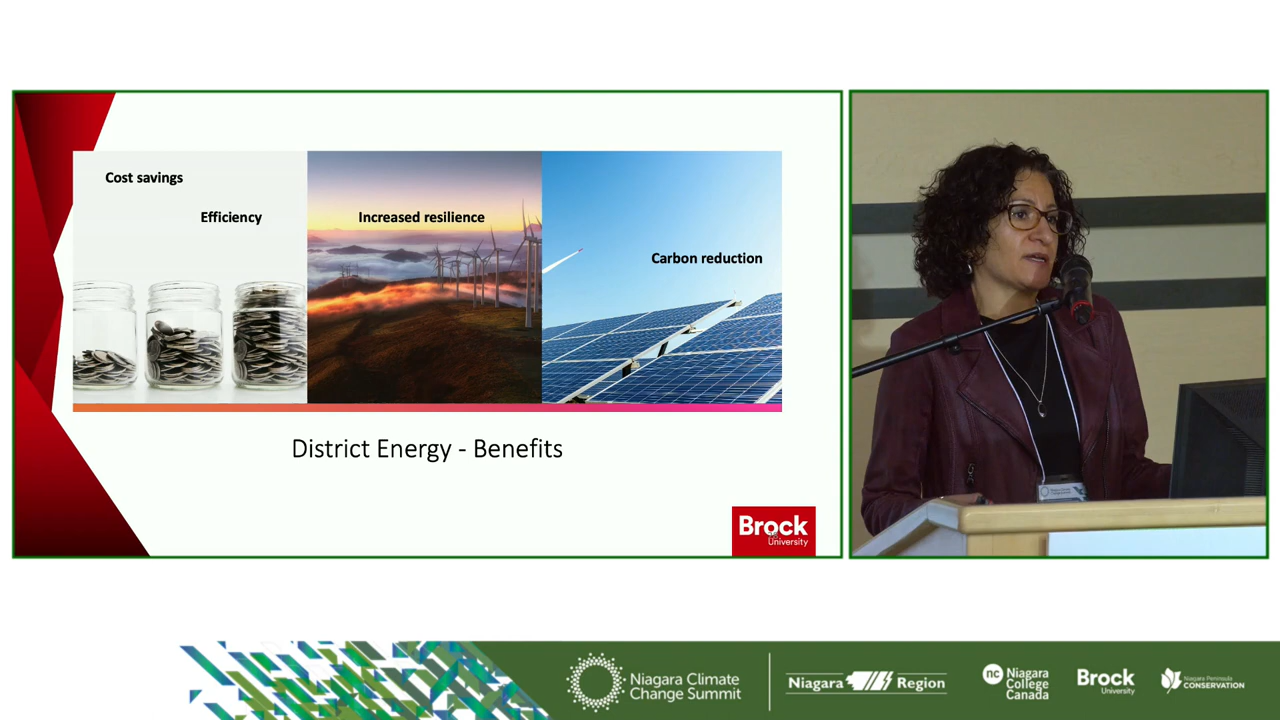 Cost savings
Efficiency
Increased resilience
Carbon reduction
District Energy - Benefits
Brock
University
Niagara Climate
Change Summit
Niagara Region
nc
Niagara
College
Canada
Brock
University
Niagara Peninsula
CONSERVATION